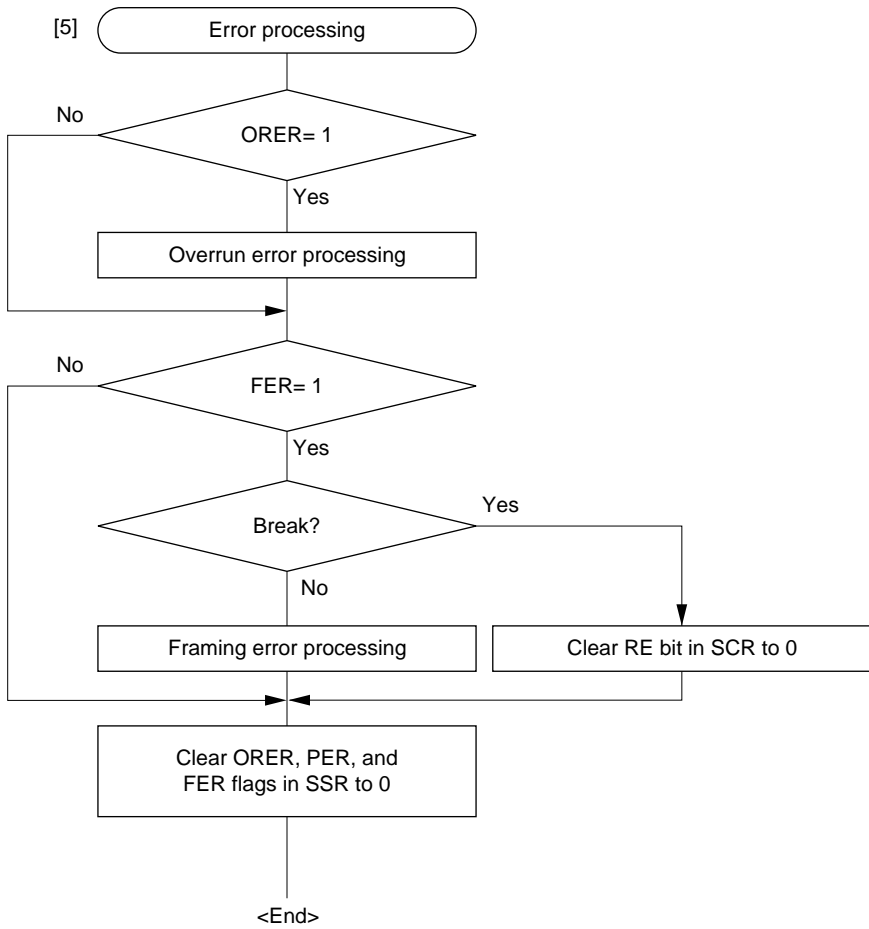 [5]
Error processing
No
ORER= 1
Yes
Overrun error processing
No
FER= 1
Yes
Break?
Yes
No
Framing error processing
Clear RE bit in SCR to 0
Clear ORER, PER, and
FER flags in SSR to 0
<End>